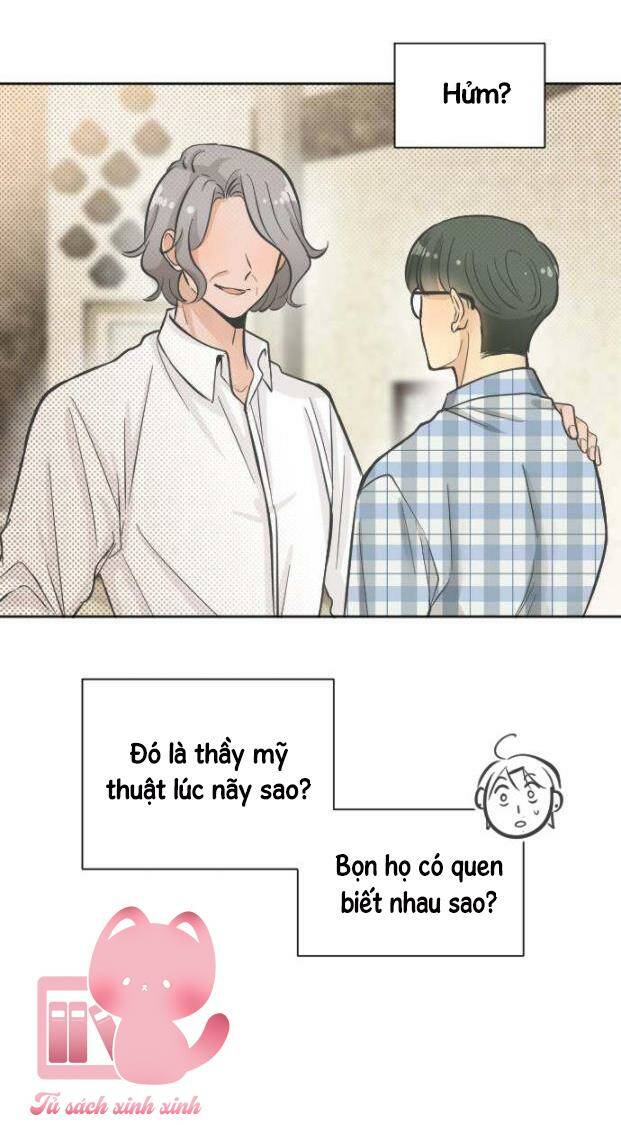 Hửm?
Đó là thầy mỹ
thuật lúc nãy sao?
Bọn họ có quen
biết nhau sao?
Tủ sách xinh xinh